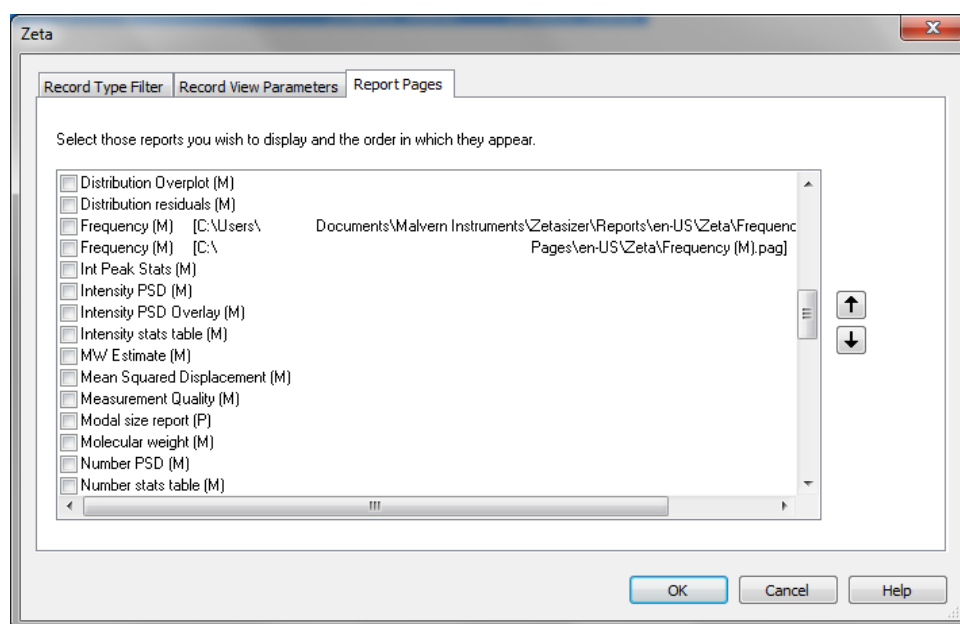 Zeta
Record Type Filter Record View Parameters Report Pages
Select those reports you wish to display and the order in which they appear.
Distribution Overplot (M)
Distribution residuals (M)
Frequency (M) [C:\Users\ Documents\Malvern Instruments\Zetasizer\Reports\en-US\Zeta\Frequenc
Frequency (M) [C:\ Pages\en-US\Zeta\Frequency (M).pag]
Int Peak Stats (M)
Intensity PSD (M)
Intensity PSD Overlay (M)
Intensity stats table (M)
MW Estimate (M)
Mean Squared Displacement (M)
Measurement Quality (M)
Modal size report (P)
Molecular weight (M)
Number PSD (M)
Number stats table (M)
OK Cancel Help